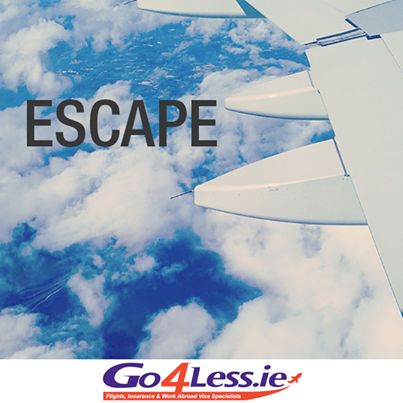 ESCAPE
Go4Less.ie
Flights, Insurance & Work Abroad Visa Specialists